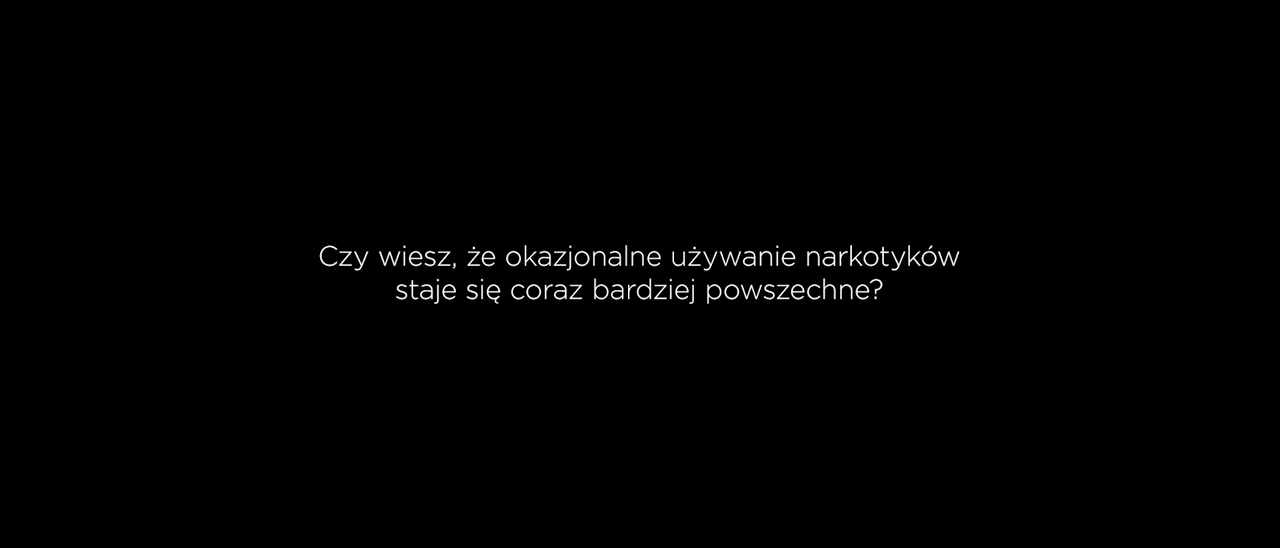 Czy wiesz, że okazjonalne używanie narkotyków
staje się coraz bardziej powszechne?